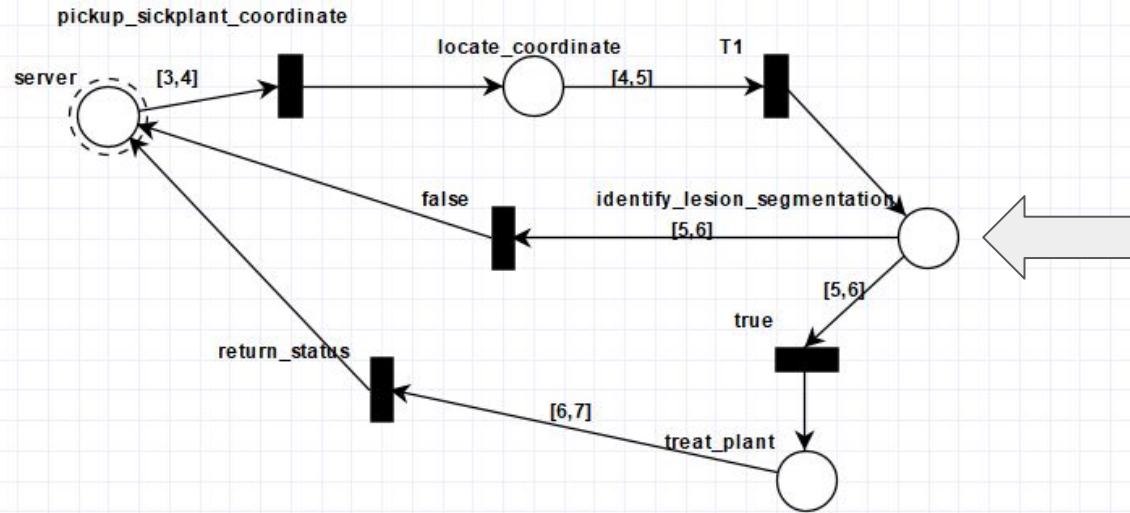 pickup_sickplant_coordinate
locate_coordinate
T1
server
[3,4]
[4,5]
false
identify_lesion_segmentation
[5,6]
[5,6]
true
return_status
[6,7]
treat_plant